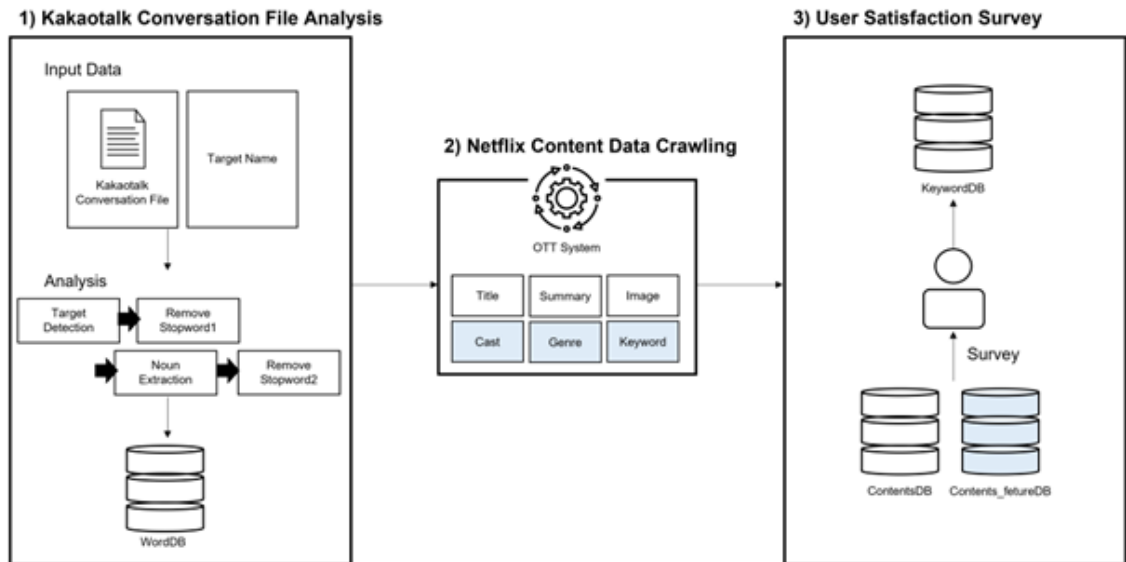 1) Kakaotalk Conversation File Analysis
Input Data
Kakaotalk
Conversation File
Target Name
Analysis
Target
Detection
Remove
Stopword1
Noun
Extraction
Remove
Stopword2
WordDB
2) Netflix Content Data Crawling
OTT System
Title
Summary
Image
Cast
Genre
Keyword
3) User Satisfaction Survey
KeywordDB
Survey
ContentsDB
Contents_fetureDB